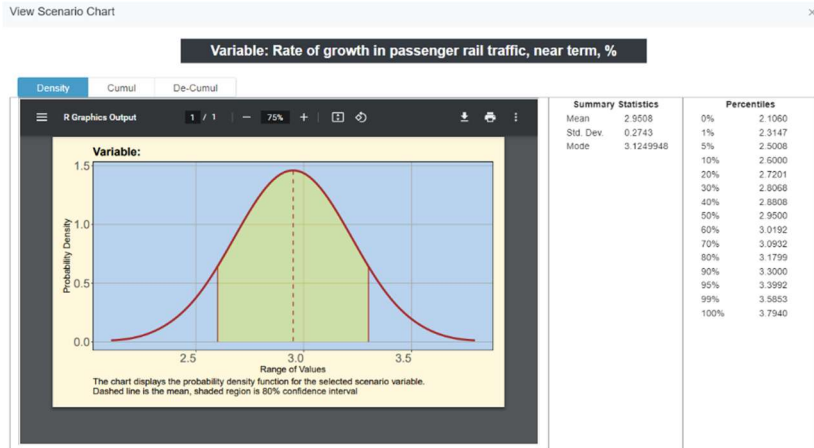 View Scenario Chart
×
Variable: Rate of growth in passenger rail traffic, near term, %
Density Cumul De-Cumul
R Graphics Output 1 / 1 − 75% +
Variable:
1.5
1.0
0.5
0.0
Probability Density
2.5 3.0 3.5
Range of Values
The chart displays the probability density function for the selected scenario variable.
Dashed line is the mean, shaded region is 80% confidence interval
Summary Statistics
Mean 2.9508
Std. Dev. 0.2743
Mode 3.1249948
Percentiles
0% 2.1060
1% 2.3147
5% 2.5008
10% 2.6000
20% 2.7201
30% 2.8068
40% 2.8808
50% 2.9500
60% 3.0192
70% 3.0932
80% 3.1799
90% 3.3000
95% 3.3992
99% 3.5853
100% 3.7940